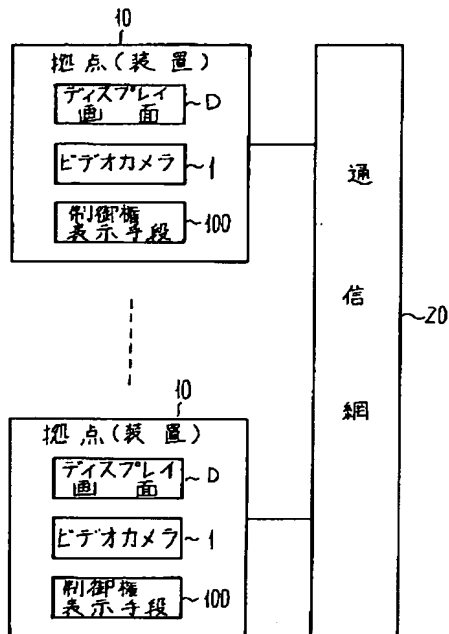 10
拠点(装置)
ディスプレイ
画面
D
ビデオカメラ
1
制御権
表示手段
100
10
拠点(装置)
ディスプレイ
画面
D
ビデオカメラ
1
制御権
表示手段
100
通信網
20